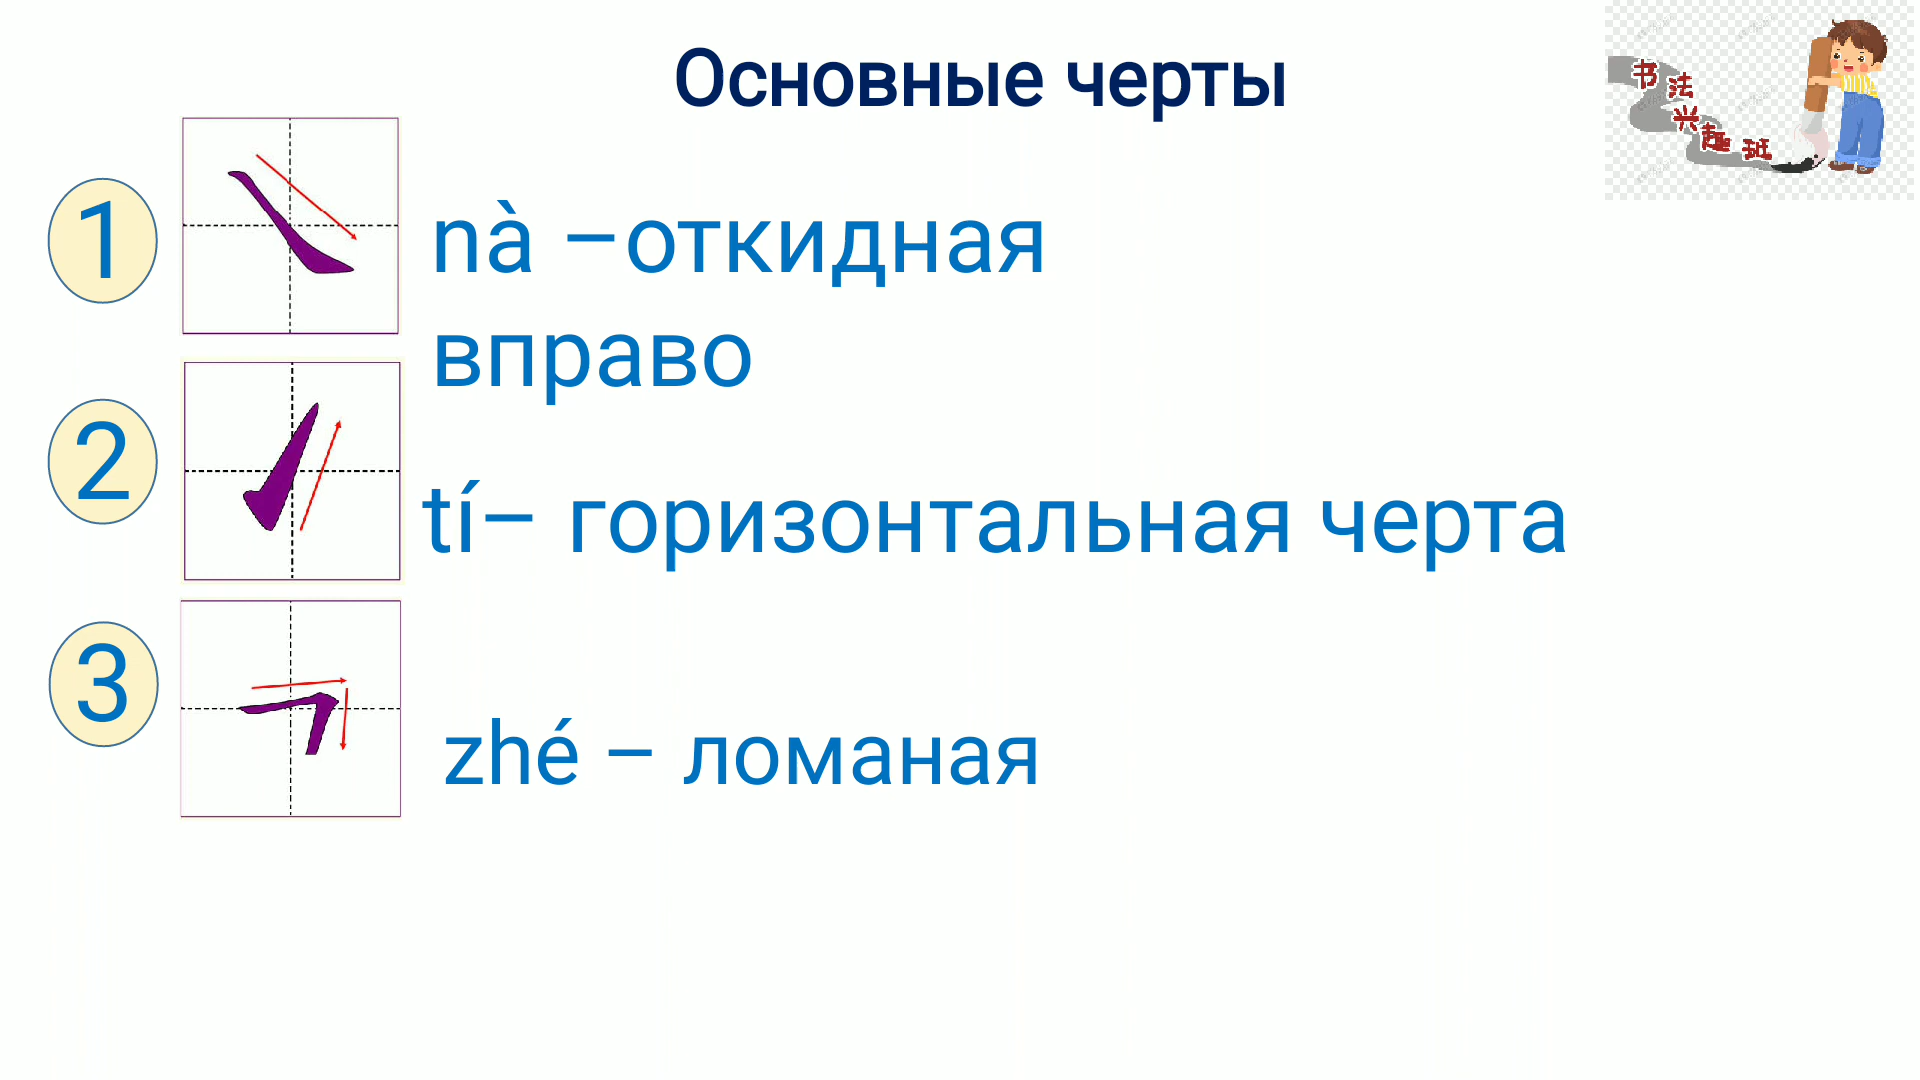 Основные черты
书法兴趣班
1
nà –откидная
вправо
2
tí– горизонтальная черта
3
zhé – ломаная